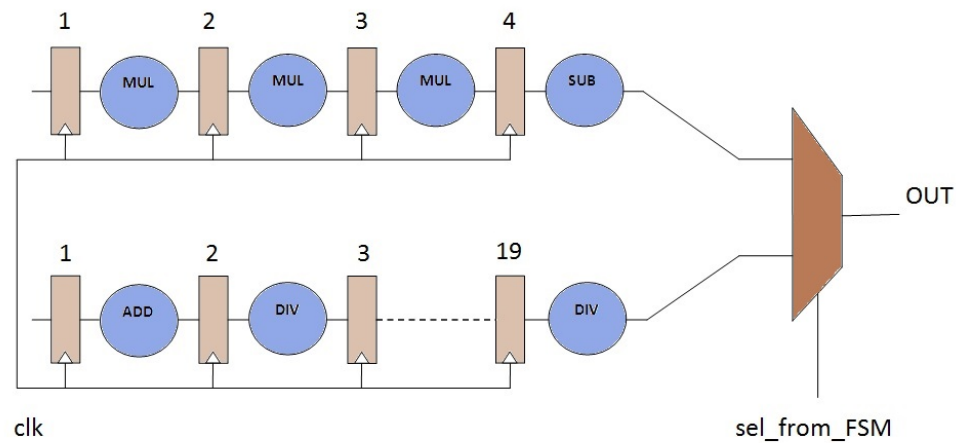 1 2 3 4
MUL MUL MUL SUB
OUT
1 2 3 19
ADD DIV DIV
clk sel_from_FSM